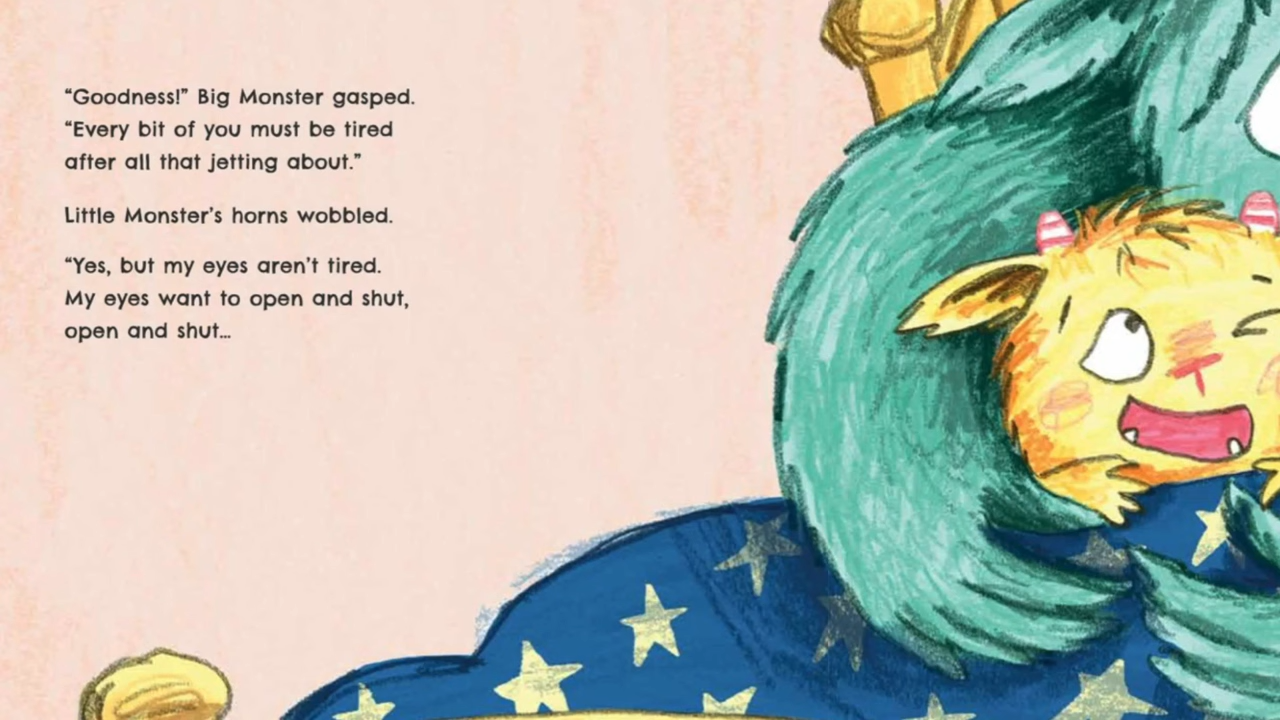 “Goodness!” Big Monster gasped.
“Every bit of you must be tired
after all that jetting about.”
Little Monster’s horns wobbled.
“Yes, but my eyes aren’t tired.
My eyes want to open and shut,
open and shut…